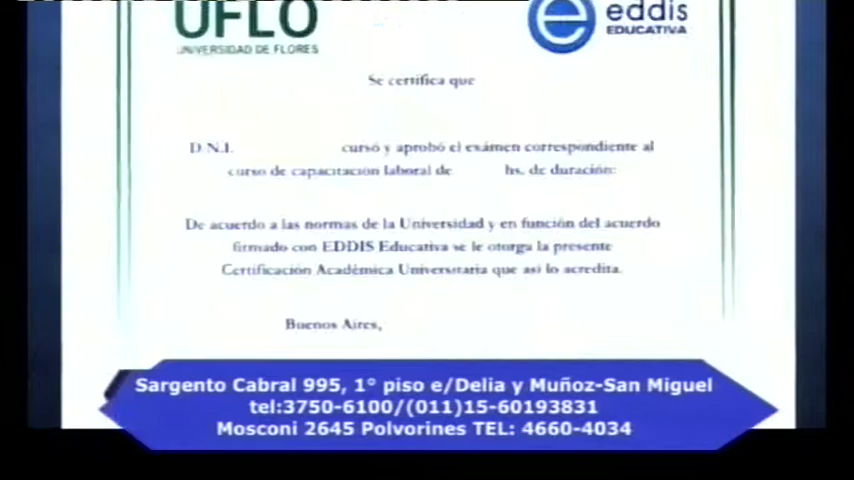 UFLO
UNIVERSIDAD DE FLORES
e eddis
EDUCATIVA
Se certifica que
D.N.I. cursó y aprobó el exámen correspondiente al
curso de capacitación laboral de hs. de duración:
De acuerdo a las normas de la Universidad y en función del acuerdo
firmado con EDDIS Educativa se le otorga la presente
Certificación Académica Universitaria que así lo acredita.
Buenos Aires,
Sargento Cabral 995, 1° piso e/Delia y Muñoz-San Miguel
tel:3750-6100/(011)15-60193831
Mosconi 2645 Polvorines TEL: 4660-4034